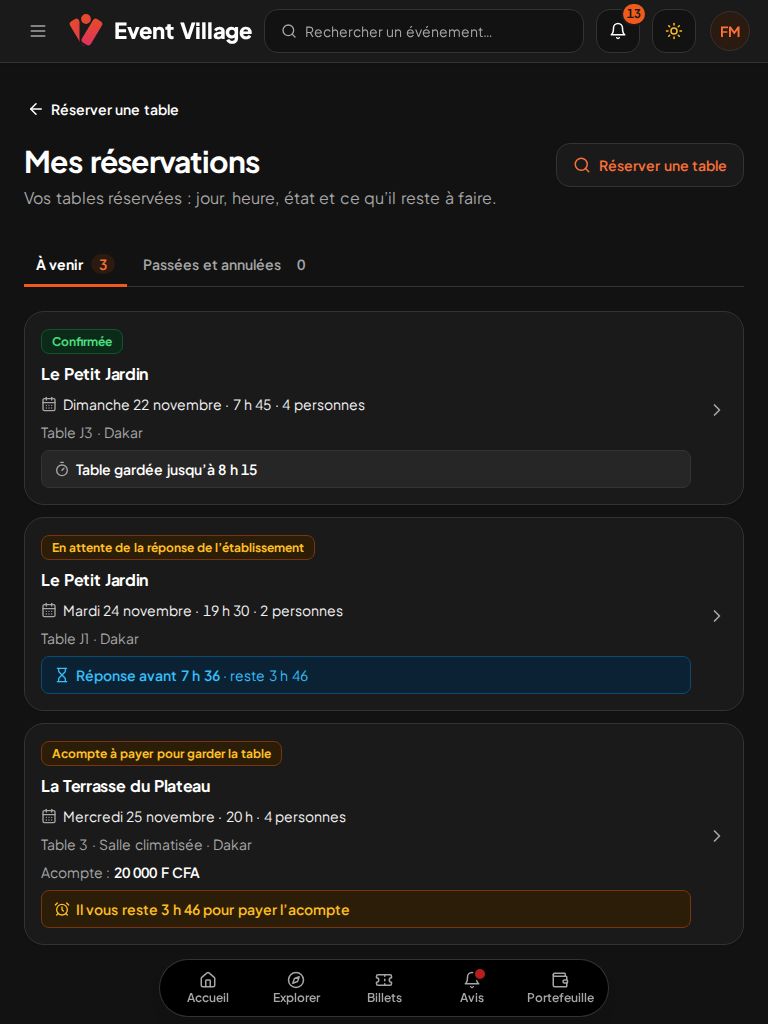 Event Village
Rechercher un événement...
13
FM
Réserver une table
Mes réservations
Réserver une table
Vos tables réservées : jour, heure, état et ce qu’il reste à faire.
À venir 3 Passées et annulées 0
Confirmée
Le Petit Jardin
Dimanche 22 novembre · 7 h 45 · 4 personnes
Table J3 · Dakar
Table gardée jusqu’à 8 h 15
En attente de la réponse de l’établissement
Le Petit Jardin
Mardi 24 novembre · 19 h 30 · 2 personnes
Table J1 · Dakar
Réponse avant 7 h 36 · reste 3 h 46
Acompte à payer pour garder la table
La Terrasse du Plateau
Mercredi 25 novembre · 20 h · 4 personnes
Table 3 · Salle climatisée · Dakar
Acompte : 20 000 F CFA
Il vous reste 3 h 46 pour payer l’acompte
Accueil Explorer Billets Avis Portefeuille